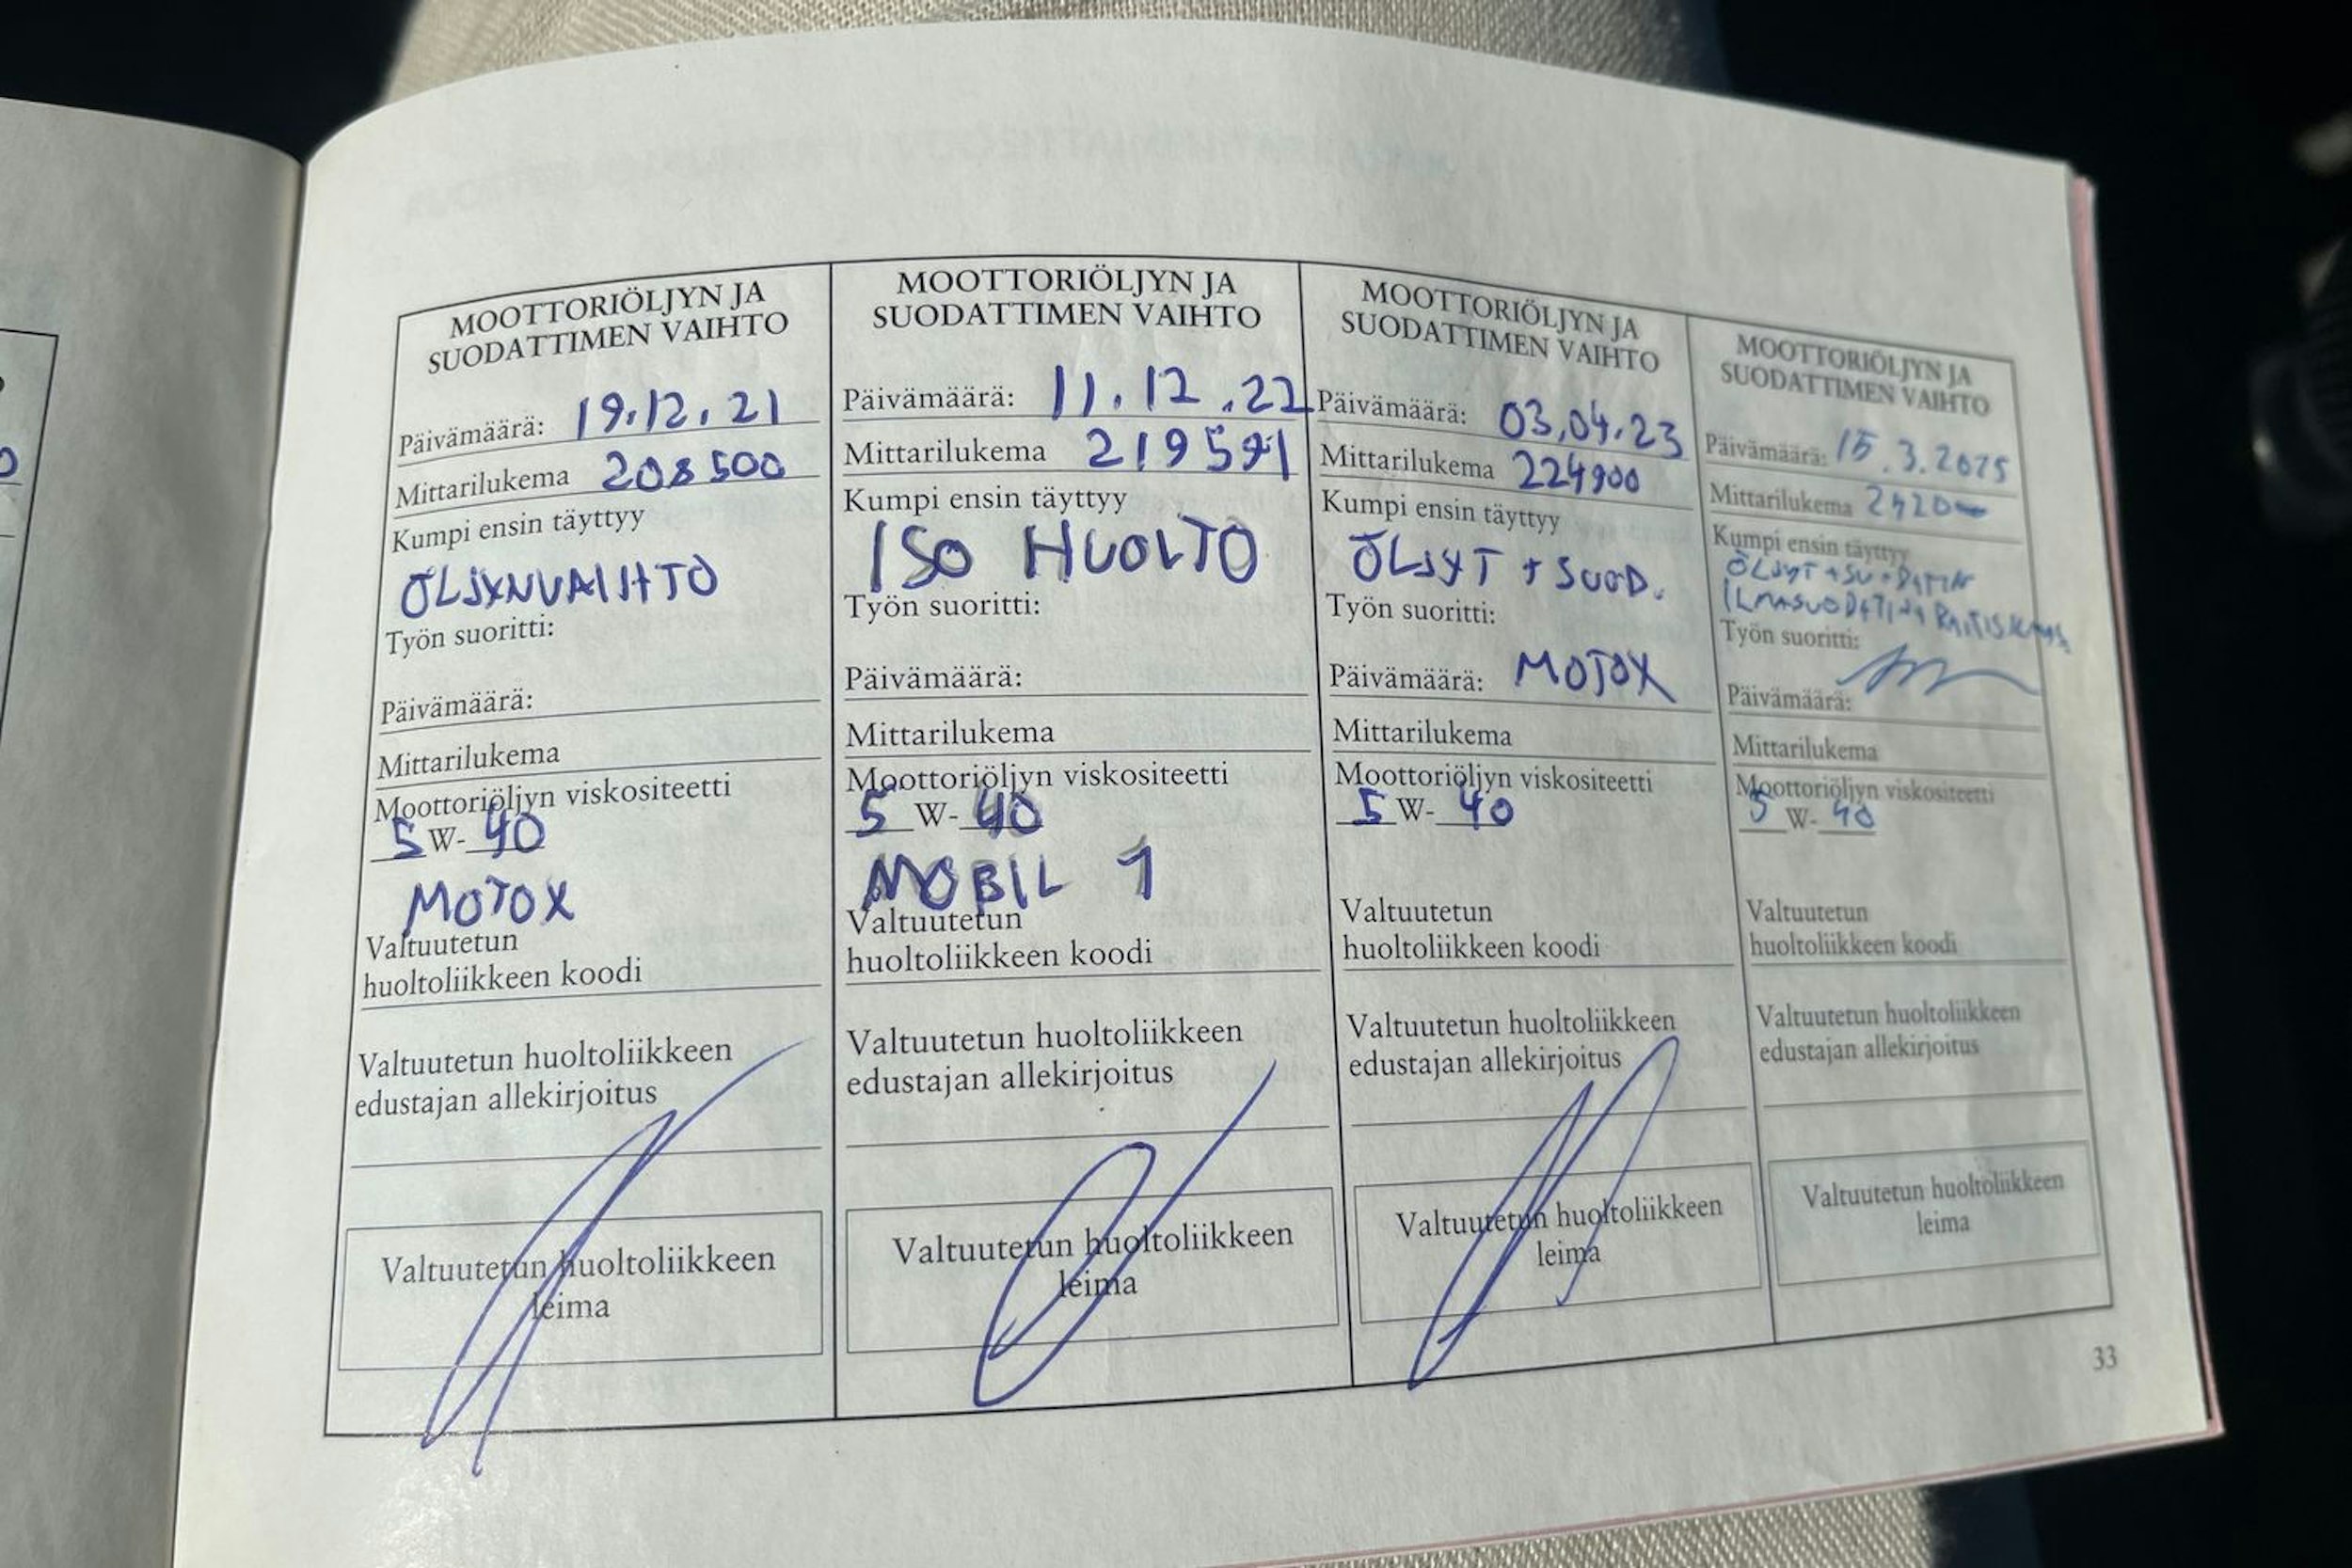 MOOTTORIÖLJYN JA
SUODATTIMEN VAIHTO
Päivämäärä: 19.12.21
Mittarilukema 208500
Kumpi ensin täyttyy
ÖLJYNVAIHTO
Työn suoritti:
Päivämäärä:
Mittarilukema
Moottoriöljyn viskositeetti
5 W- 40
MOTOX
Valtuutetun
huoltoliikkeen koodi
Valtuutetun huoltoliikkeen
edustajan allekirjoitus
Valtuutetun huoltoliikkeen
leima
MOOTTORIÖLJYN JA
SUODATTIMEN VAIHTO
Päivämäärä: 11.12.22
Mittarilukema 219591
Kumpi ensin täyttyy
ISO HUOLTO
Työn suoritti:
Päivämäärä:
Mittarilukema
Moottoriöljyn viskositeetti
5 W- 40
MOBIL 1
Valtuutetun
huoltoliikkeen koodi
Valtuutetun huoltoliikkeen
edustajan allekirjoitus
Valtuutetun huoltoliikkeen
leima
MOOTTORIÖLJYN JA
SUODATTIMEN VAIHTO
Päivämäärä: 03.04.23
Mittarilukema 224900
Kumpi ensin täyttyy
ÖLJYT + SUOD.
Työn suoritti:
Päivämäärä: MOTOX
Mittarilukema
Moottoriöljyn viskositeetti
5 W- 40
Valtuutetun
huoltoliikkeen koodi
Valtuutetun huoltoliikkeen
edustajan allekirjoitus
Valtuutetun huoltoliikkeen
leima
MOOTTORIÖLJYN JA
SUODATTIMEN VAIHTO
Päivämäärä: 15.3.2025
Mittarilukema
Kumpi ensin täyttyy
ÖLJYT +
Työn suoritti:
Päivämäärä:
Mittarilukema
Moottoriöljyn viskositeetti
5 W- 40
Valtuutetun
huoltoliikkeen koodi
Valtuutetun huoltoliikkeen
edustajan allekirjoitus
Valtuutetun huoltoliikkeen
leima
33